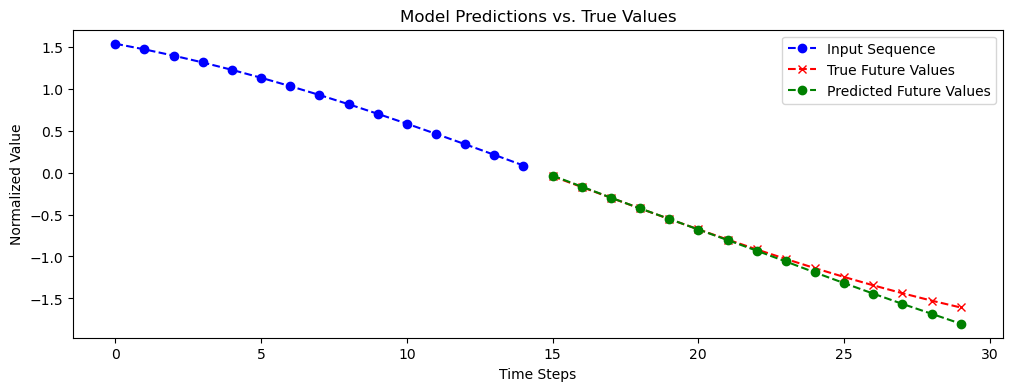 Model Predictions vs. True Values
Input Sequence
True Future Values
Predicted Future Values
Normalized Value
1.5
1.0
0.5
0.0
−0.5
−1.0
−1.5
0 5 10 15 20 25 30
Time Steps